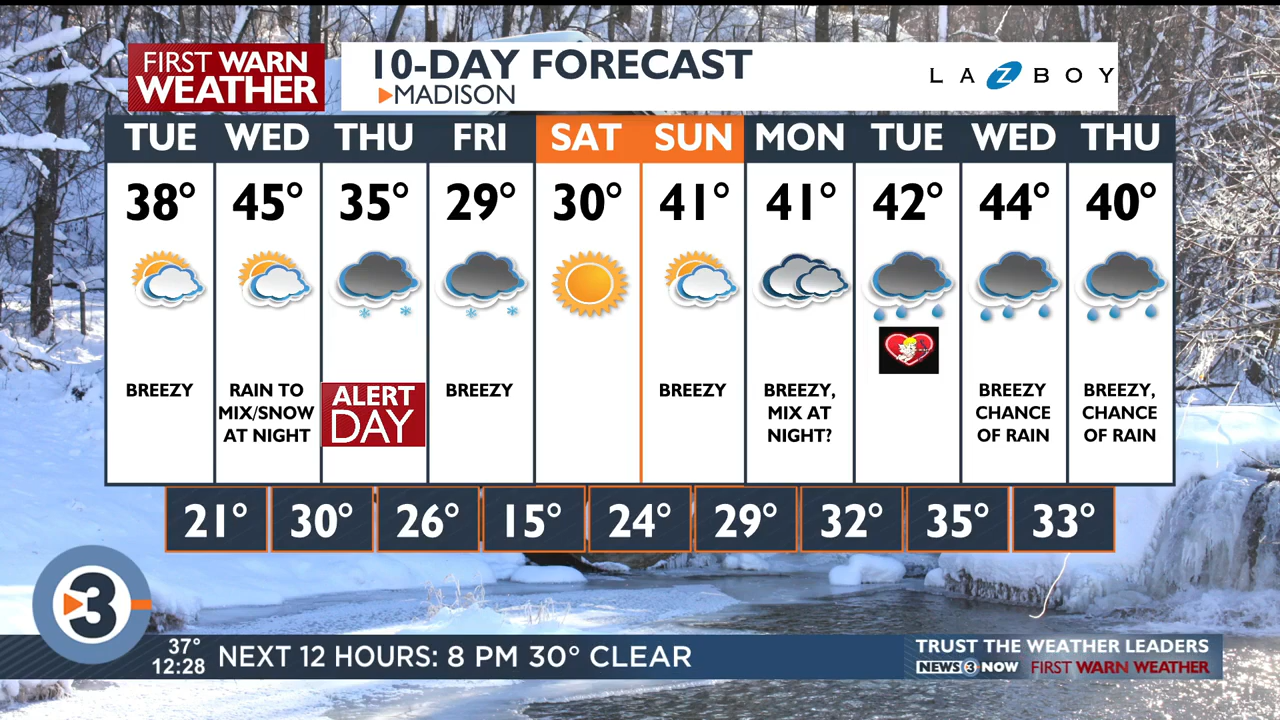 FIRST WARN
WEATHER
10-DAY FORECAST
MADISON
LA Z BOY
TUE WED THU FRI SAT SUN MON TUE WED THU
38° 45° 35° 29° 30° 41° 41° 42° 44° 40°
BREEZY
RAIN TO
MIX/SNOW
AT NIGHT
ALERT
DAY
BREEZY
BREEZY
BREEZY,
MIX AT
NIGHT?
BREEZY
CHANCE
OF RAIN
BREEZY,
CHANCE
OF RAIN
21° 30° 26° 15° 24° 29° 32° 35° 33°
3
37°
12:28
NEXT 12 HOURS: 8 PM 30° CLEAR
TRUST THE WEATHER LEADERS
NEWS 3 NOW FIRST WARN WEATHER